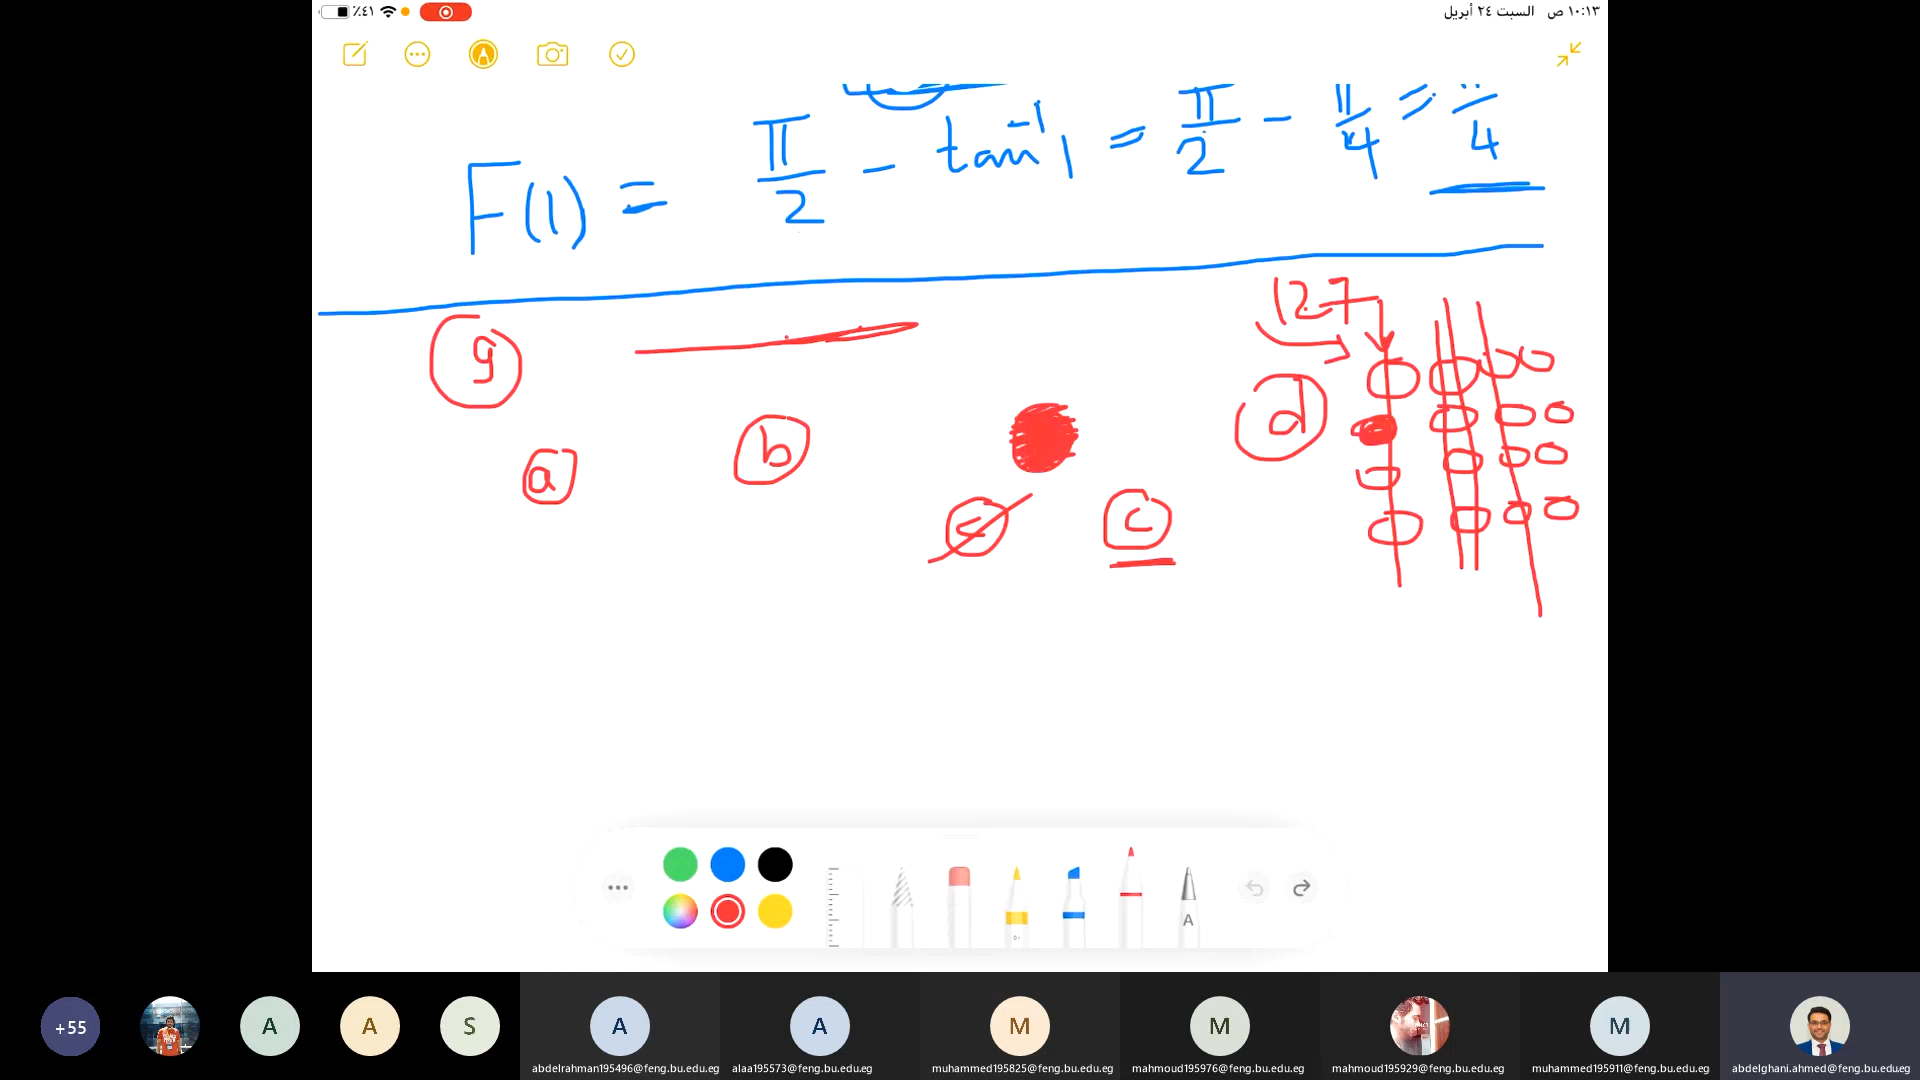 ٪٤١
١٠:١٣ ص السبت ٢٤ أبريل
F(1) = π/2 - tan⁻¹ 1 = π/2 - π/4 = π/4
127
g
a b c c d
A
+55 A A S A A M M M
abdelrahman195496@feng.bu.edu.eg alaa195573@feng.bu.edu.eg muhammed195825@feng.bu.edu.eg mahmoud195976@feng.bu.edu.eg mahmoud195929@feng.bu.edu.eg muhammed195911@feng.bu.edu.eg abdelghani.ahmed@feng.bu.edu.eg